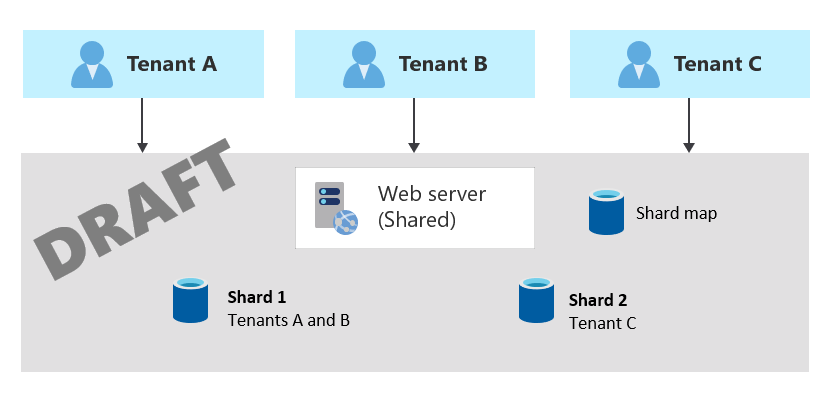 Tenant A
Tenant B
Tenant C
DRAFT
Web server
(Shared)
Shard map
Shard 1
Tenants A and B
Shard 2
Tenant C